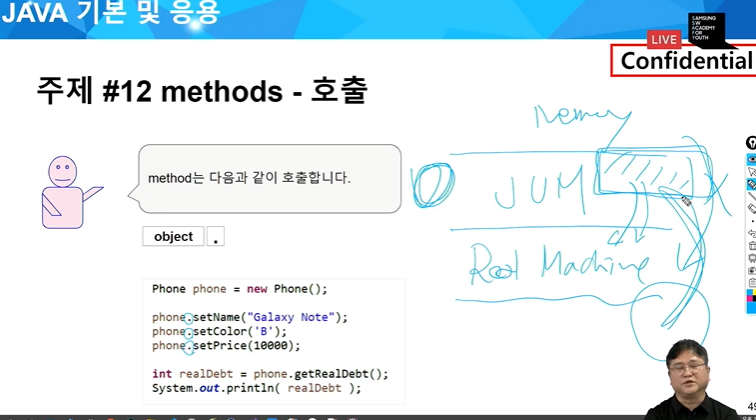 JAVA 기본 및 응용
LIVE
SAMSUNG
SW
ACADEMY
FOR
YOUTH
Confidential
주제 #12 methods - 호출
Memory
method는 다음과 같이 호출합니다.
JVM
object .
Real Machine
Phone phone = new Phone();
phone.setName("Galaxy Note");
phone.setColor('B');
phone.setPrice(10000);
int realDebt = phone.getRealDebt();
System.out.println( realDebt );
49